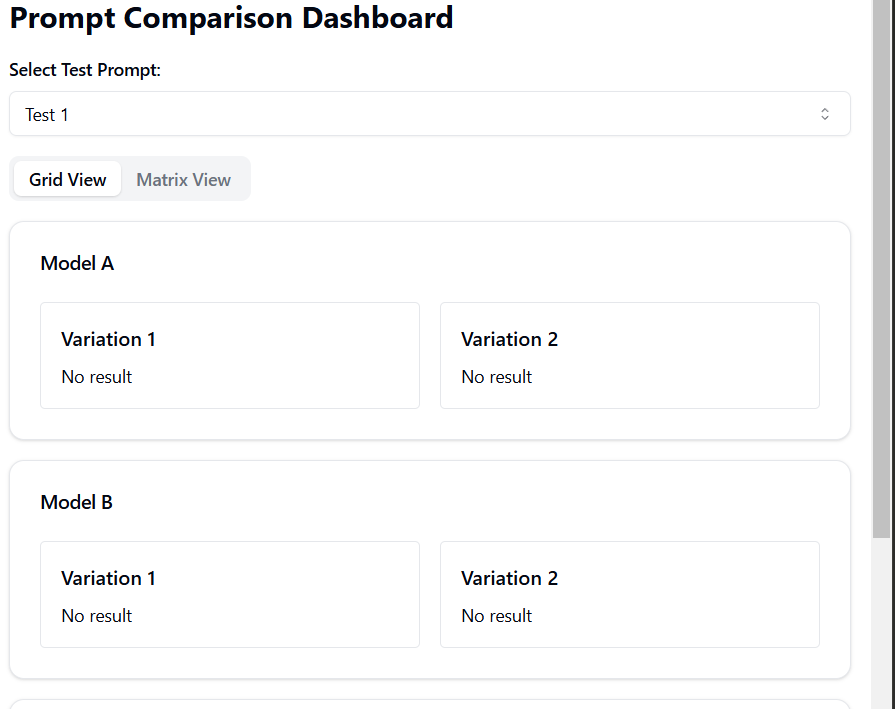 Prompt Comparison Dashboard
Select Test Prompt:
Test 1
Grid View Matrix View
Model A
Variation 1 Variation 2
No result No result
Model B
Variation 1 Variation 2
No result No result